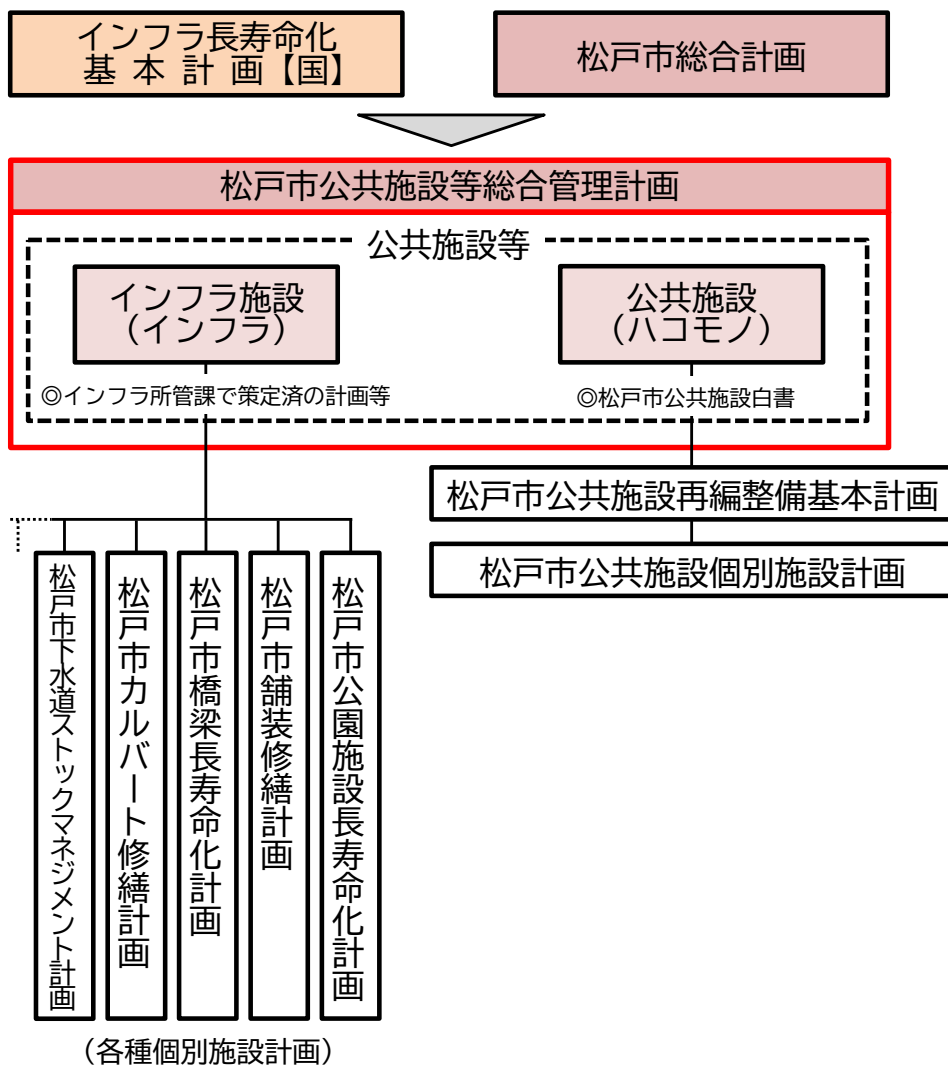 インフラ長寿命化
基本計画【国】
松戸市総合計画
松戸市公共施設等総合管理計画
公共施設等
インフラ施設
（インフラ）
公共施設
（ハコモノ）
◎インフラ所管課で策定済の計画等
◎松戸市公共施設白書
松戸市公共施設再編整備基本計画
松戸市公共施設個別施設計画
松戸市下水道ストックマネジメント計画
松戸市カルバート修繕計画
松戸市橋梁長寿命化計画
松戸市舗装修繕計画
松戸市公園施設長寿命化計画
（各種個別施設計画）